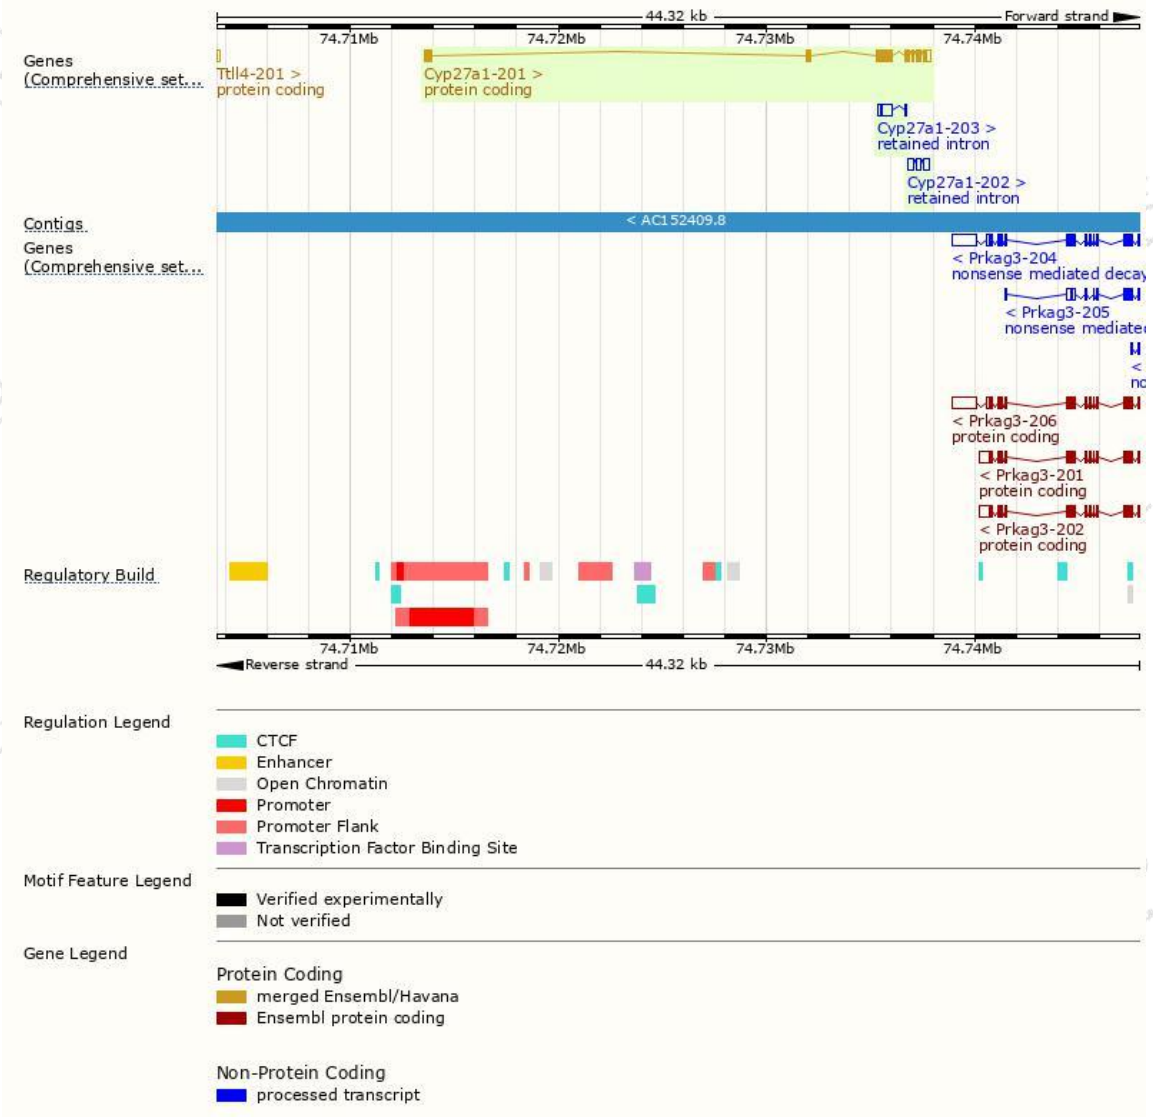 44.32 kb
Forward strand
74.71Mb 74.72Mb 74.73Mb 74.74Mb
Genes
(Comprehensive set...
Ttll4-201 >
protein coding
Cyp27a1-201 >
protein coding
Cyp27a1-203 >
retained intron
Cyp27a1-202 >
retained intron
Contigs
< AC152409.8
Genes
(Comprehensive set...
< Prkag3-204
nonsense mediated decay
< Prkag3-205
nonsense mediate
<
no
< Prkag3-206
protein coding
< Prkag3-201
protein coding
< Prkag3-202
protein coding
Regulatory Build
74.71Mb 74.72Mb 74.73Mb 74.74Mb
Reverse strand
44.32 kb
Regulation Legend
CTCF
Enhancer
Open Chromatin
Promoter
Promoter Flank
Transcription Factor Binding Site
Motif Feature Legend
Verified experimentally
Not verified
Gene Legend
Protein Coding
merged Ensembl/Havana
Ensembl protein coding
Non-Protein Coding
processed transcript